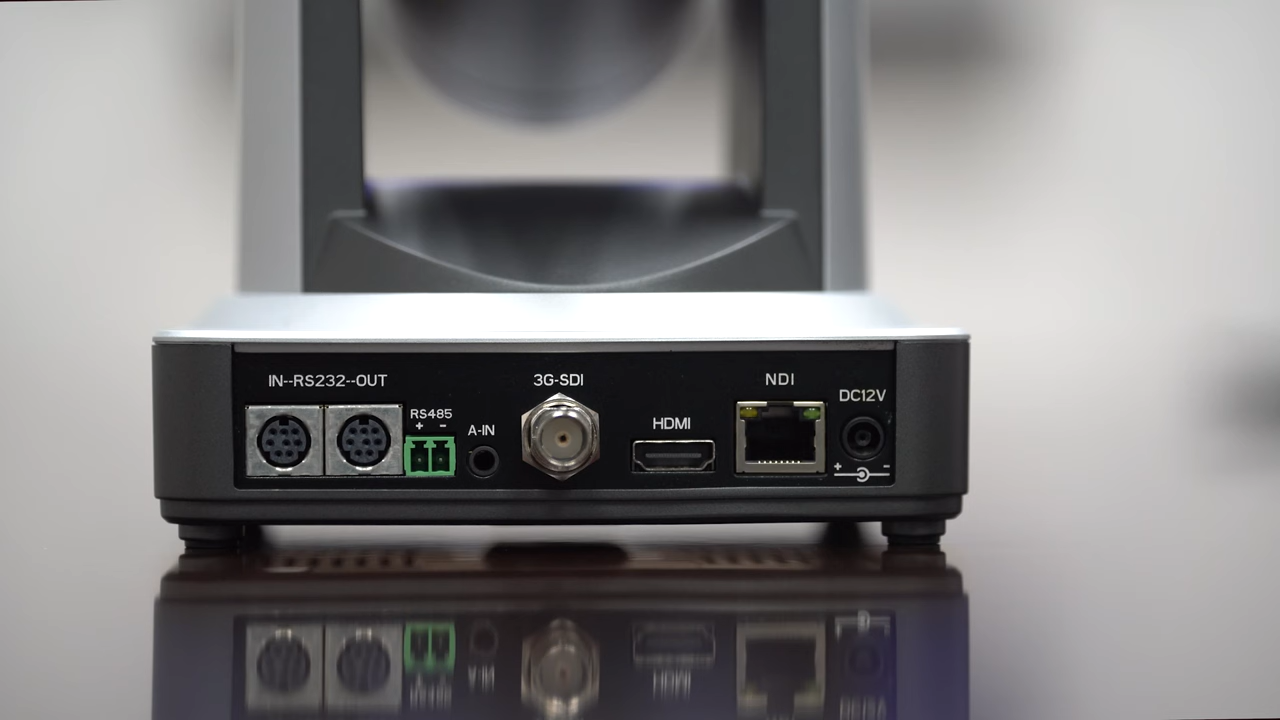 IN--RS232--OUT
RS485
+ -
A-IN
3G-SDI
HDMI
NDI
DC12V
+ -